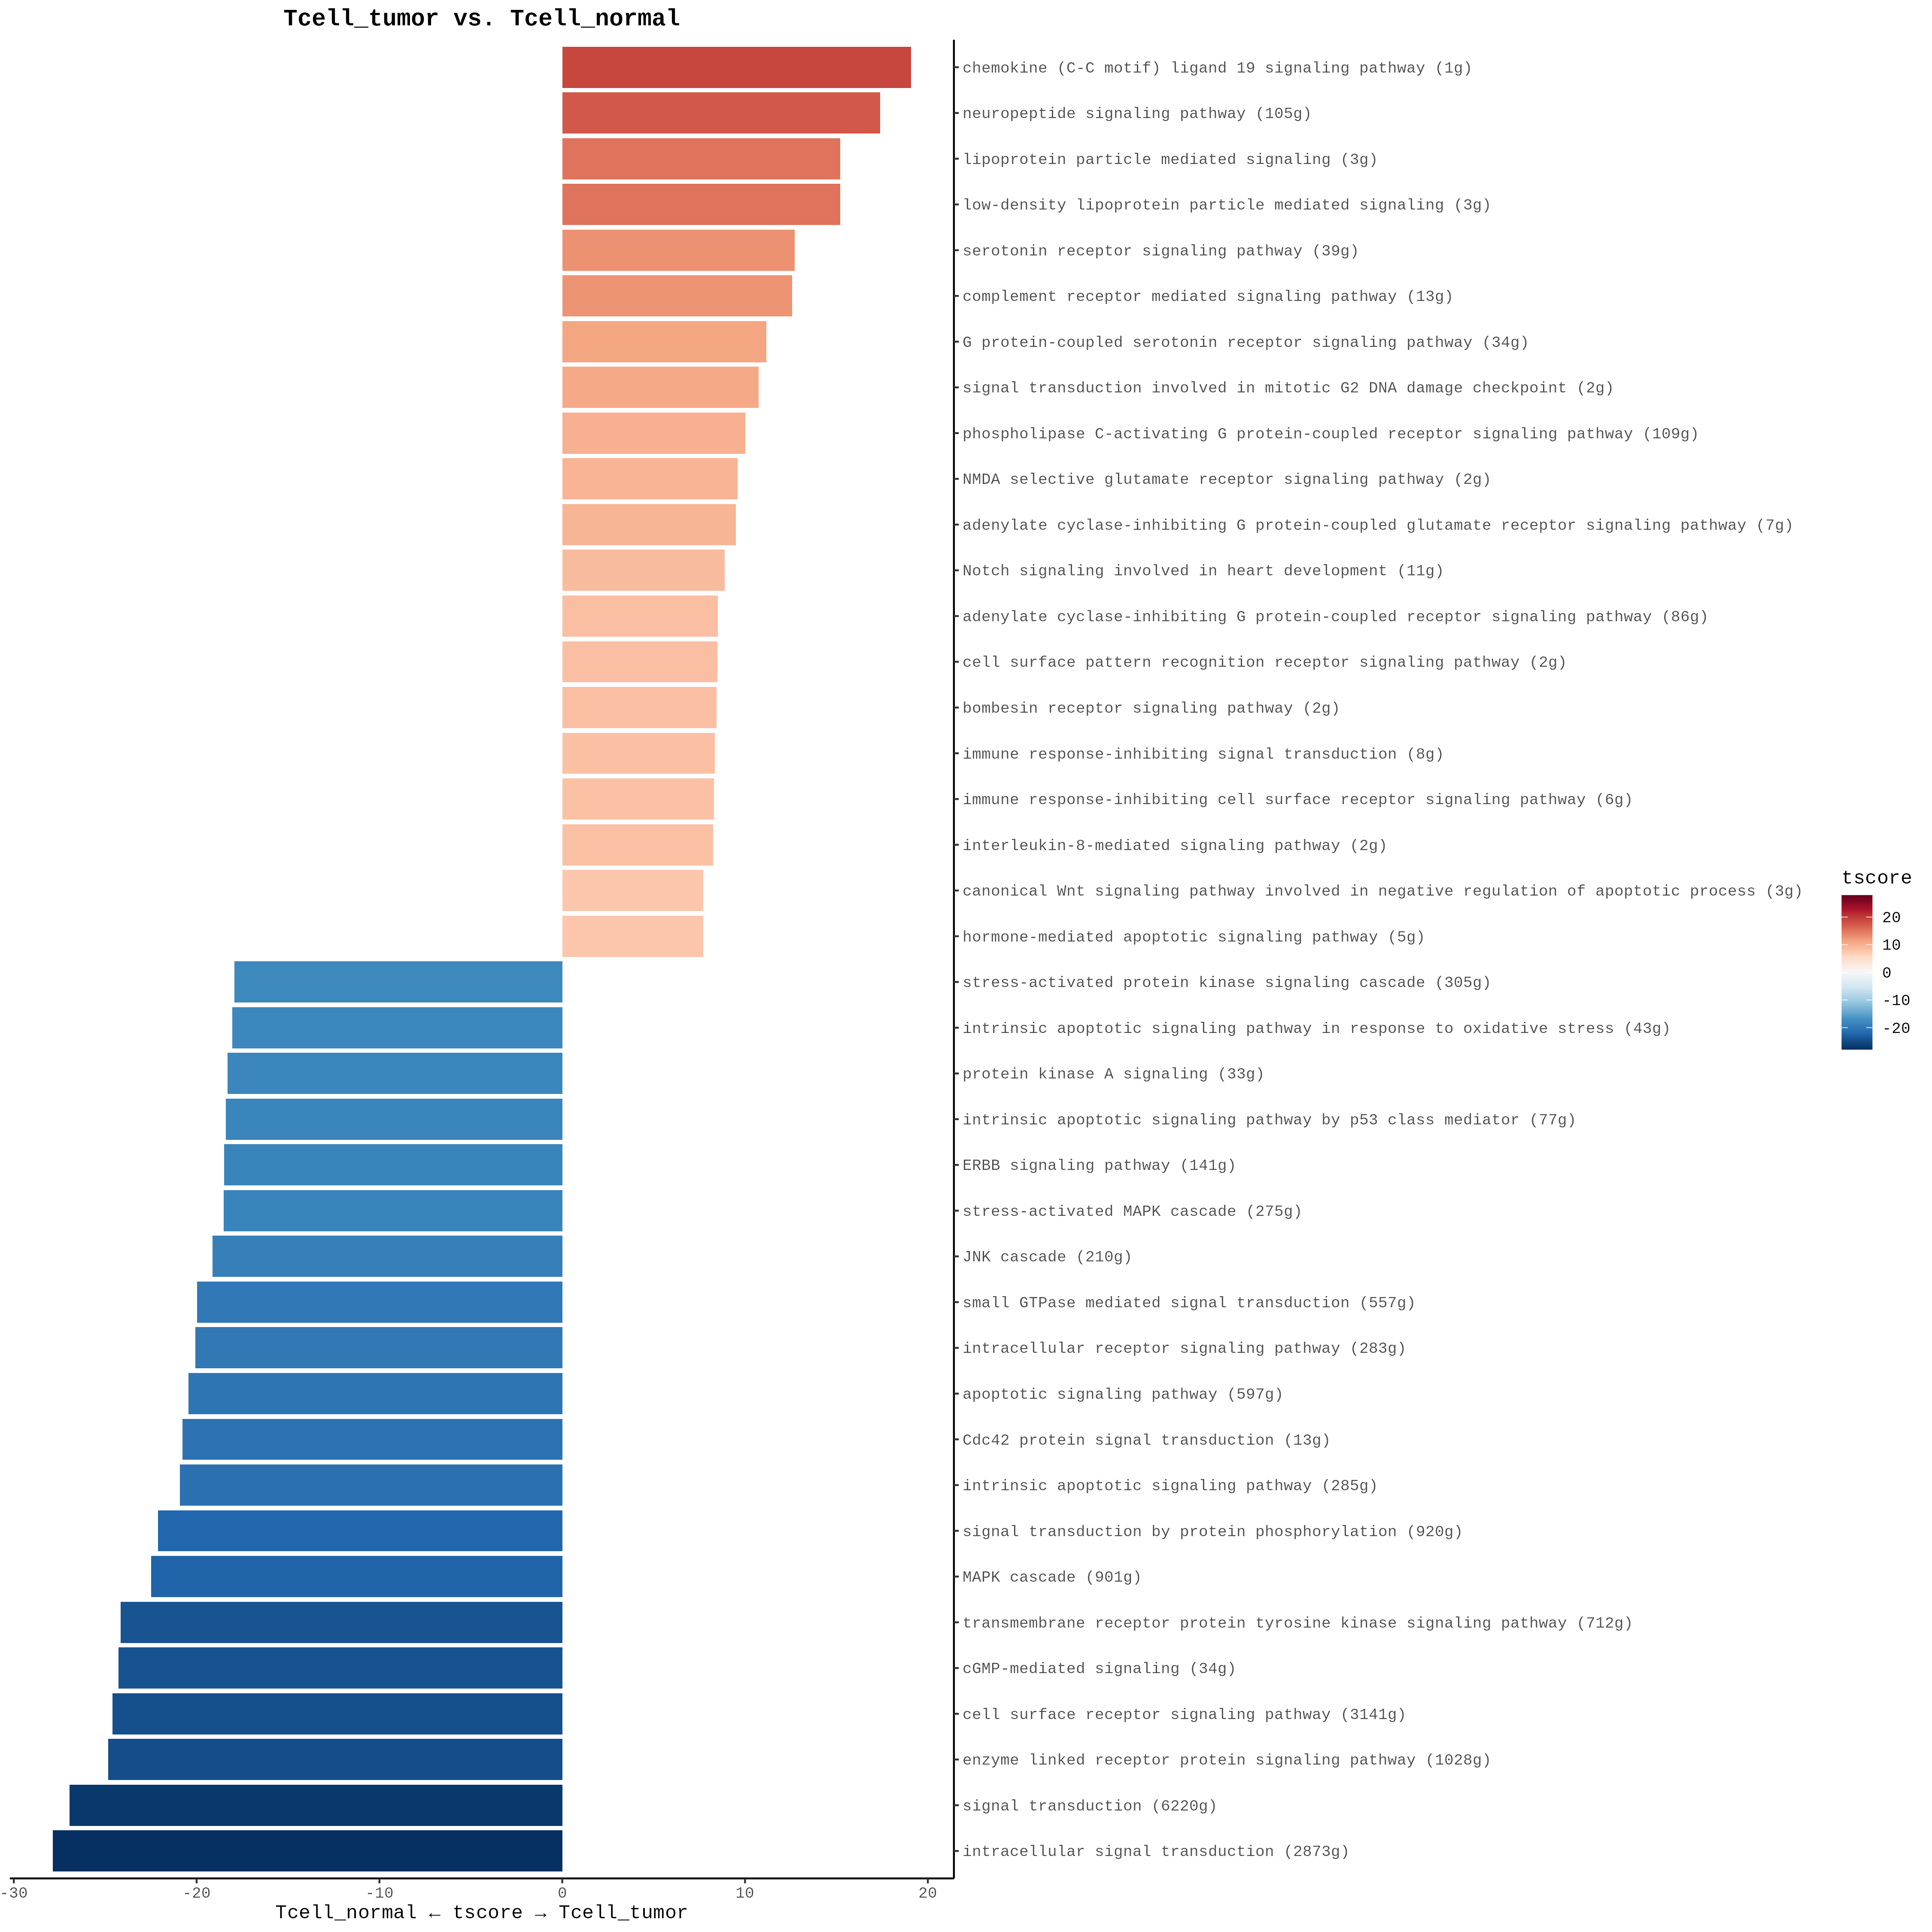 Tcell_tumor vs. Tcell_normal
chemokine (C-C motif) ligand 19 signaling pathway (1g)
neuropeptide signaling pathway (105g)
lipoprotein particle mediated signaling (3g)
low-density lipoprotein particle mediated signaling (3g)
serotonin receptor signaling pathway (39g)
complement receptor mediated signaling pathway (13g)
G protein-coupled serotonin receptor signaling pathway (34g)
signal transduction involved in mitotic G2 DNA damage checkpoint (2g)
phospholipase C-activating G protein-coupled receptor signaling pathway (109g)
NMDA selective glutamate receptor signaling pathway (2g)
adenylate cyclase-inhibiting G protein-coupled glutamate receptor signaling pathway (7g)
Notch signaling involved in heart development (11g)
adenylate cyclase-inhibiting G protein-coupled receptor signaling pathway (86g)
cell surface pattern recognition receptor signaling pathway (2g)
bombesin receptor signaling pathway (2g)
immune response-inhibiting signal transduction (8g)
immune response-inhibiting cell surface receptor signaling pathway (6g)
interleukin-8-mediated signaling pathway (2g)
canonical Wnt signaling pathway involved in negative regulation of apoptotic process (3g)
hormone-mediated apoptotic signaling pathway (5g)
stress-activated protein kinase signaling cascade (305g)
intrinsic apoptotic signaling pathway in response to oxidative stress (43g)
protein kinase A signaling (33g)
intrinsic apoptotic signaling pathway by p53 class mediator (77g)
ERBB signaling pathway (141g)
stress-activated MAPK cascade (275g)
JNK cascade (210g)
small GTPase mediated signal transduction (557g)
intracellular receptor signaling pathway (283g)
apoptotic signaling pathway (597g)
Cdc42 protein signal transduction (13g)
intrinsic apoptotic signaling pathway (285g)
signal transduction by protein phosphorylation (920g)
MAPK cascade (901g)
transmembrane receptor protein tyrosine kinase signaling pathway (712g)
cGMP-mediated signaling (34g)
cell surface receptor signaling pathway (3141g)
enzyme linked receptor protein signaling pathway (1028g)
signal transduction (6220g)
intracellular signal transduction (2873g)
-30 -20 -10 0 10 20
Tcell_normal ← tscore → Tcell_tumor
tscore
20
10
0
-10
-20